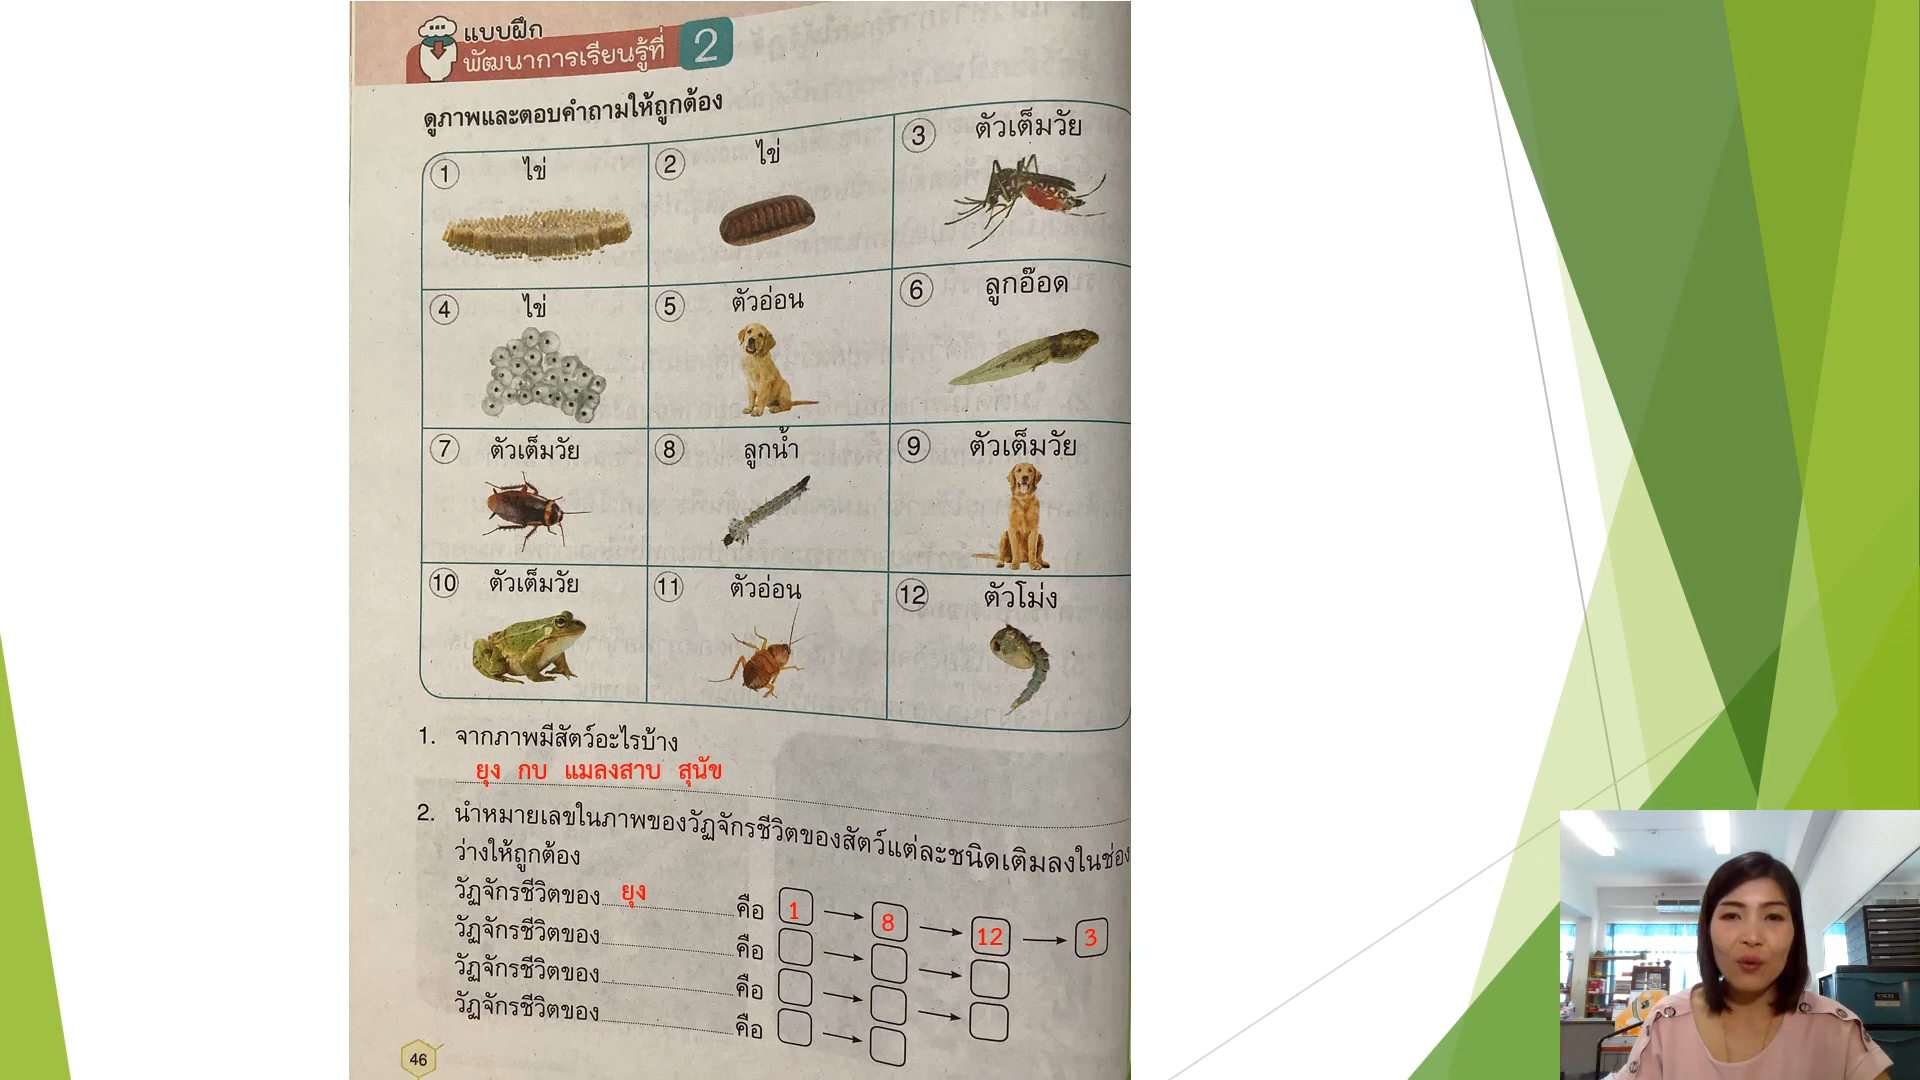 แบบฝึก
พัฒนาการเรียนรู้ที่ 2
ดูภาพและตอบคำถามให้ถูกต้อง
1 ไข่
2 ไข่
3 ตัวเต็มวัย
4 ไข่
5 ตัวอ่อน
6 ลูกอ๊อด
7 ตัวเต็มวัย
8 ลูกน้ำ
9 ตัวเต็มวัย
10 ตัวเต็มวัย
11 ตัวอ่อน
12 ตัวโม่ง
1. จากภาพมีสัตว์อะไรบ้าง
ยุง กบ แมลงสาบ สุนัข
2. นำหมายเลขในภาพของวัฏจักรชีวิตของสัตว์แต่ละชนิดเติมลงในช่อง
ว่างให้ถูกต้อง
วัฏจักรชีวิตของ ยุง คือ 1 8 12 3
วัฏจักรชีวิตของ คือ
วัฏจักรชีวิตของ คือ
วัฏจักรชีวิตของ คือ
46